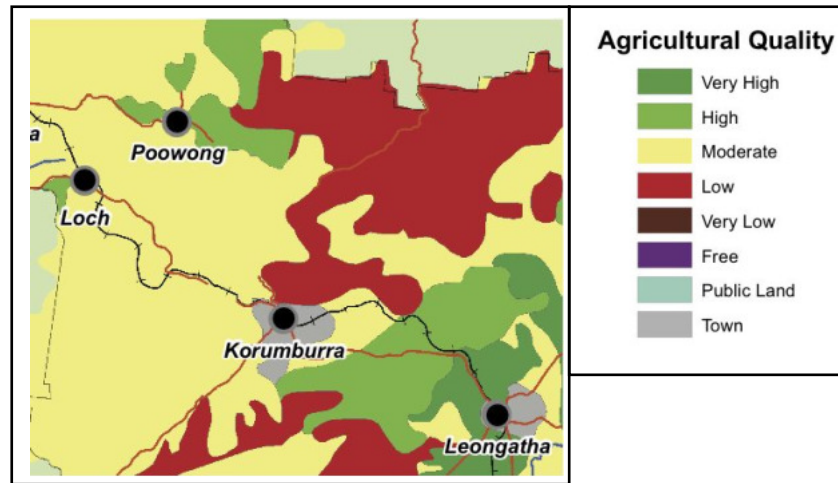 a
Poowong
Loch
Korumburra
Leongatha
Agricultural Quality
Very High
High
Moderate
Low
Very Low
Free
Public Land
Town